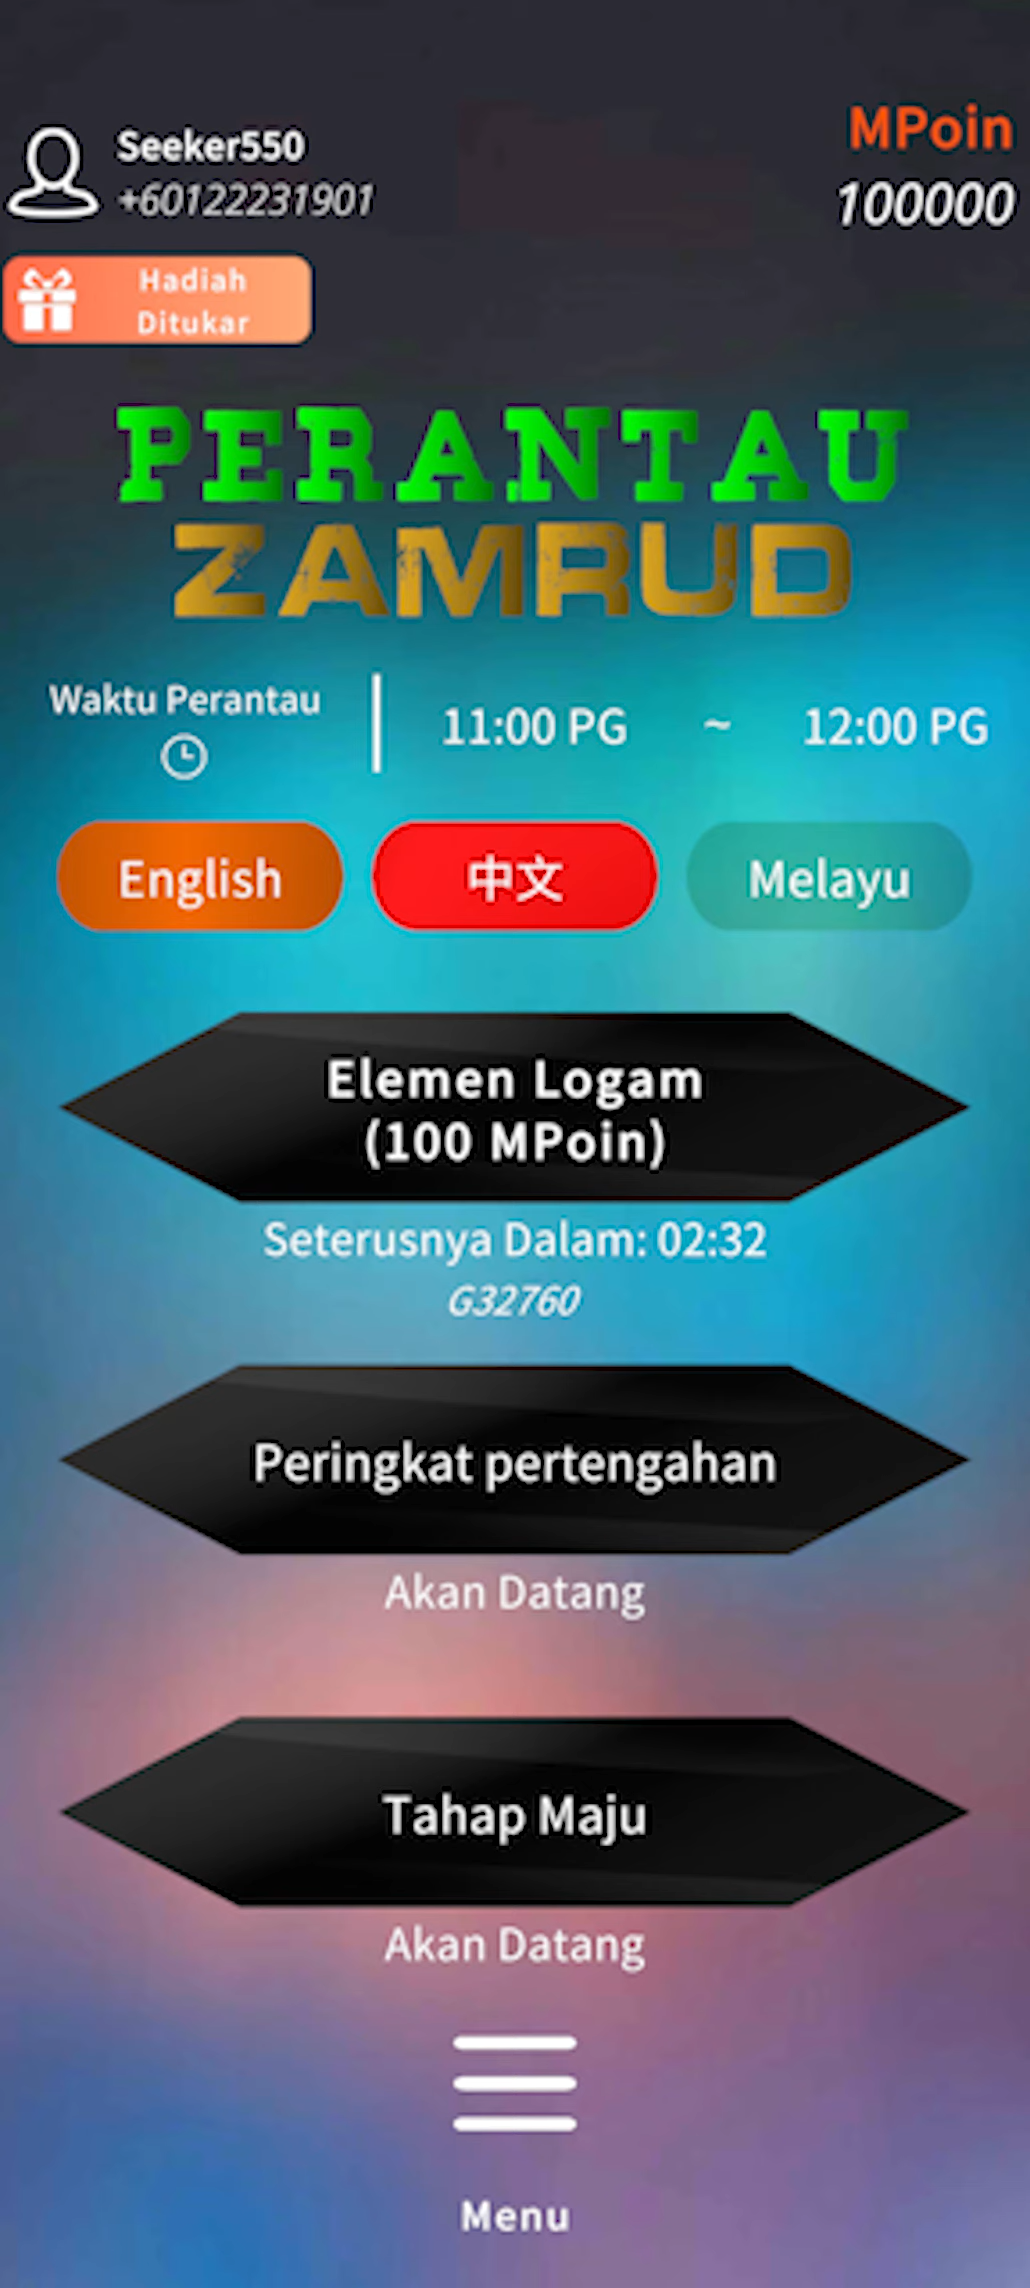 Seeker550
+60122231901
MPoin
100000
Hadiah
Ditukar
PERANTAU
ZAMRUD
Waktu Perantau
11:00 PG ~ 12:00 PG
English 中文 Melayu
Elemen Logam
(100 MPoin)
Seterusnya Dalam: 02:32
G32760
Peringkat pertengahan
Akan Datang
Tahap Maju
Akan Datang
Menu